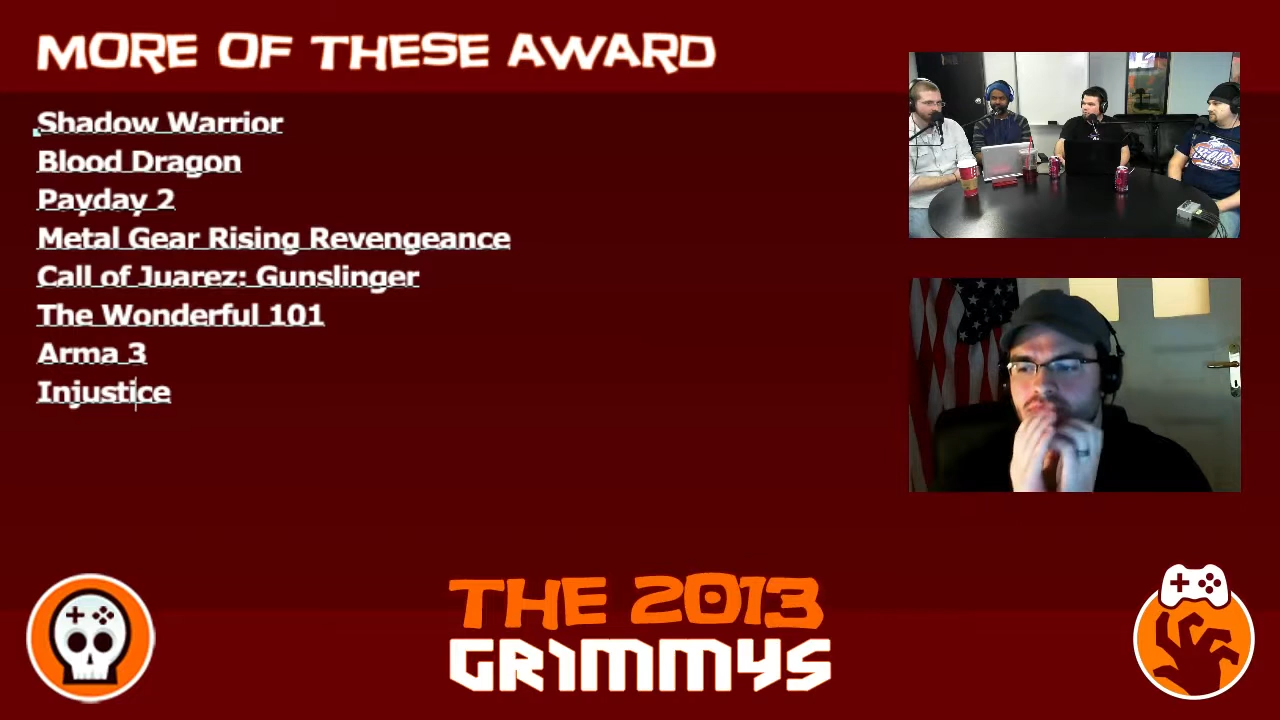 MORE OF THESE AWARD
Shadow Warrior
Blood Dragon
Payday 2
Metal Gear Rising Revengeance
Call of Juarez: Gunslinger
The Wonderful 101
Arma 3
Injustice
THE 2013
GR1MM4S